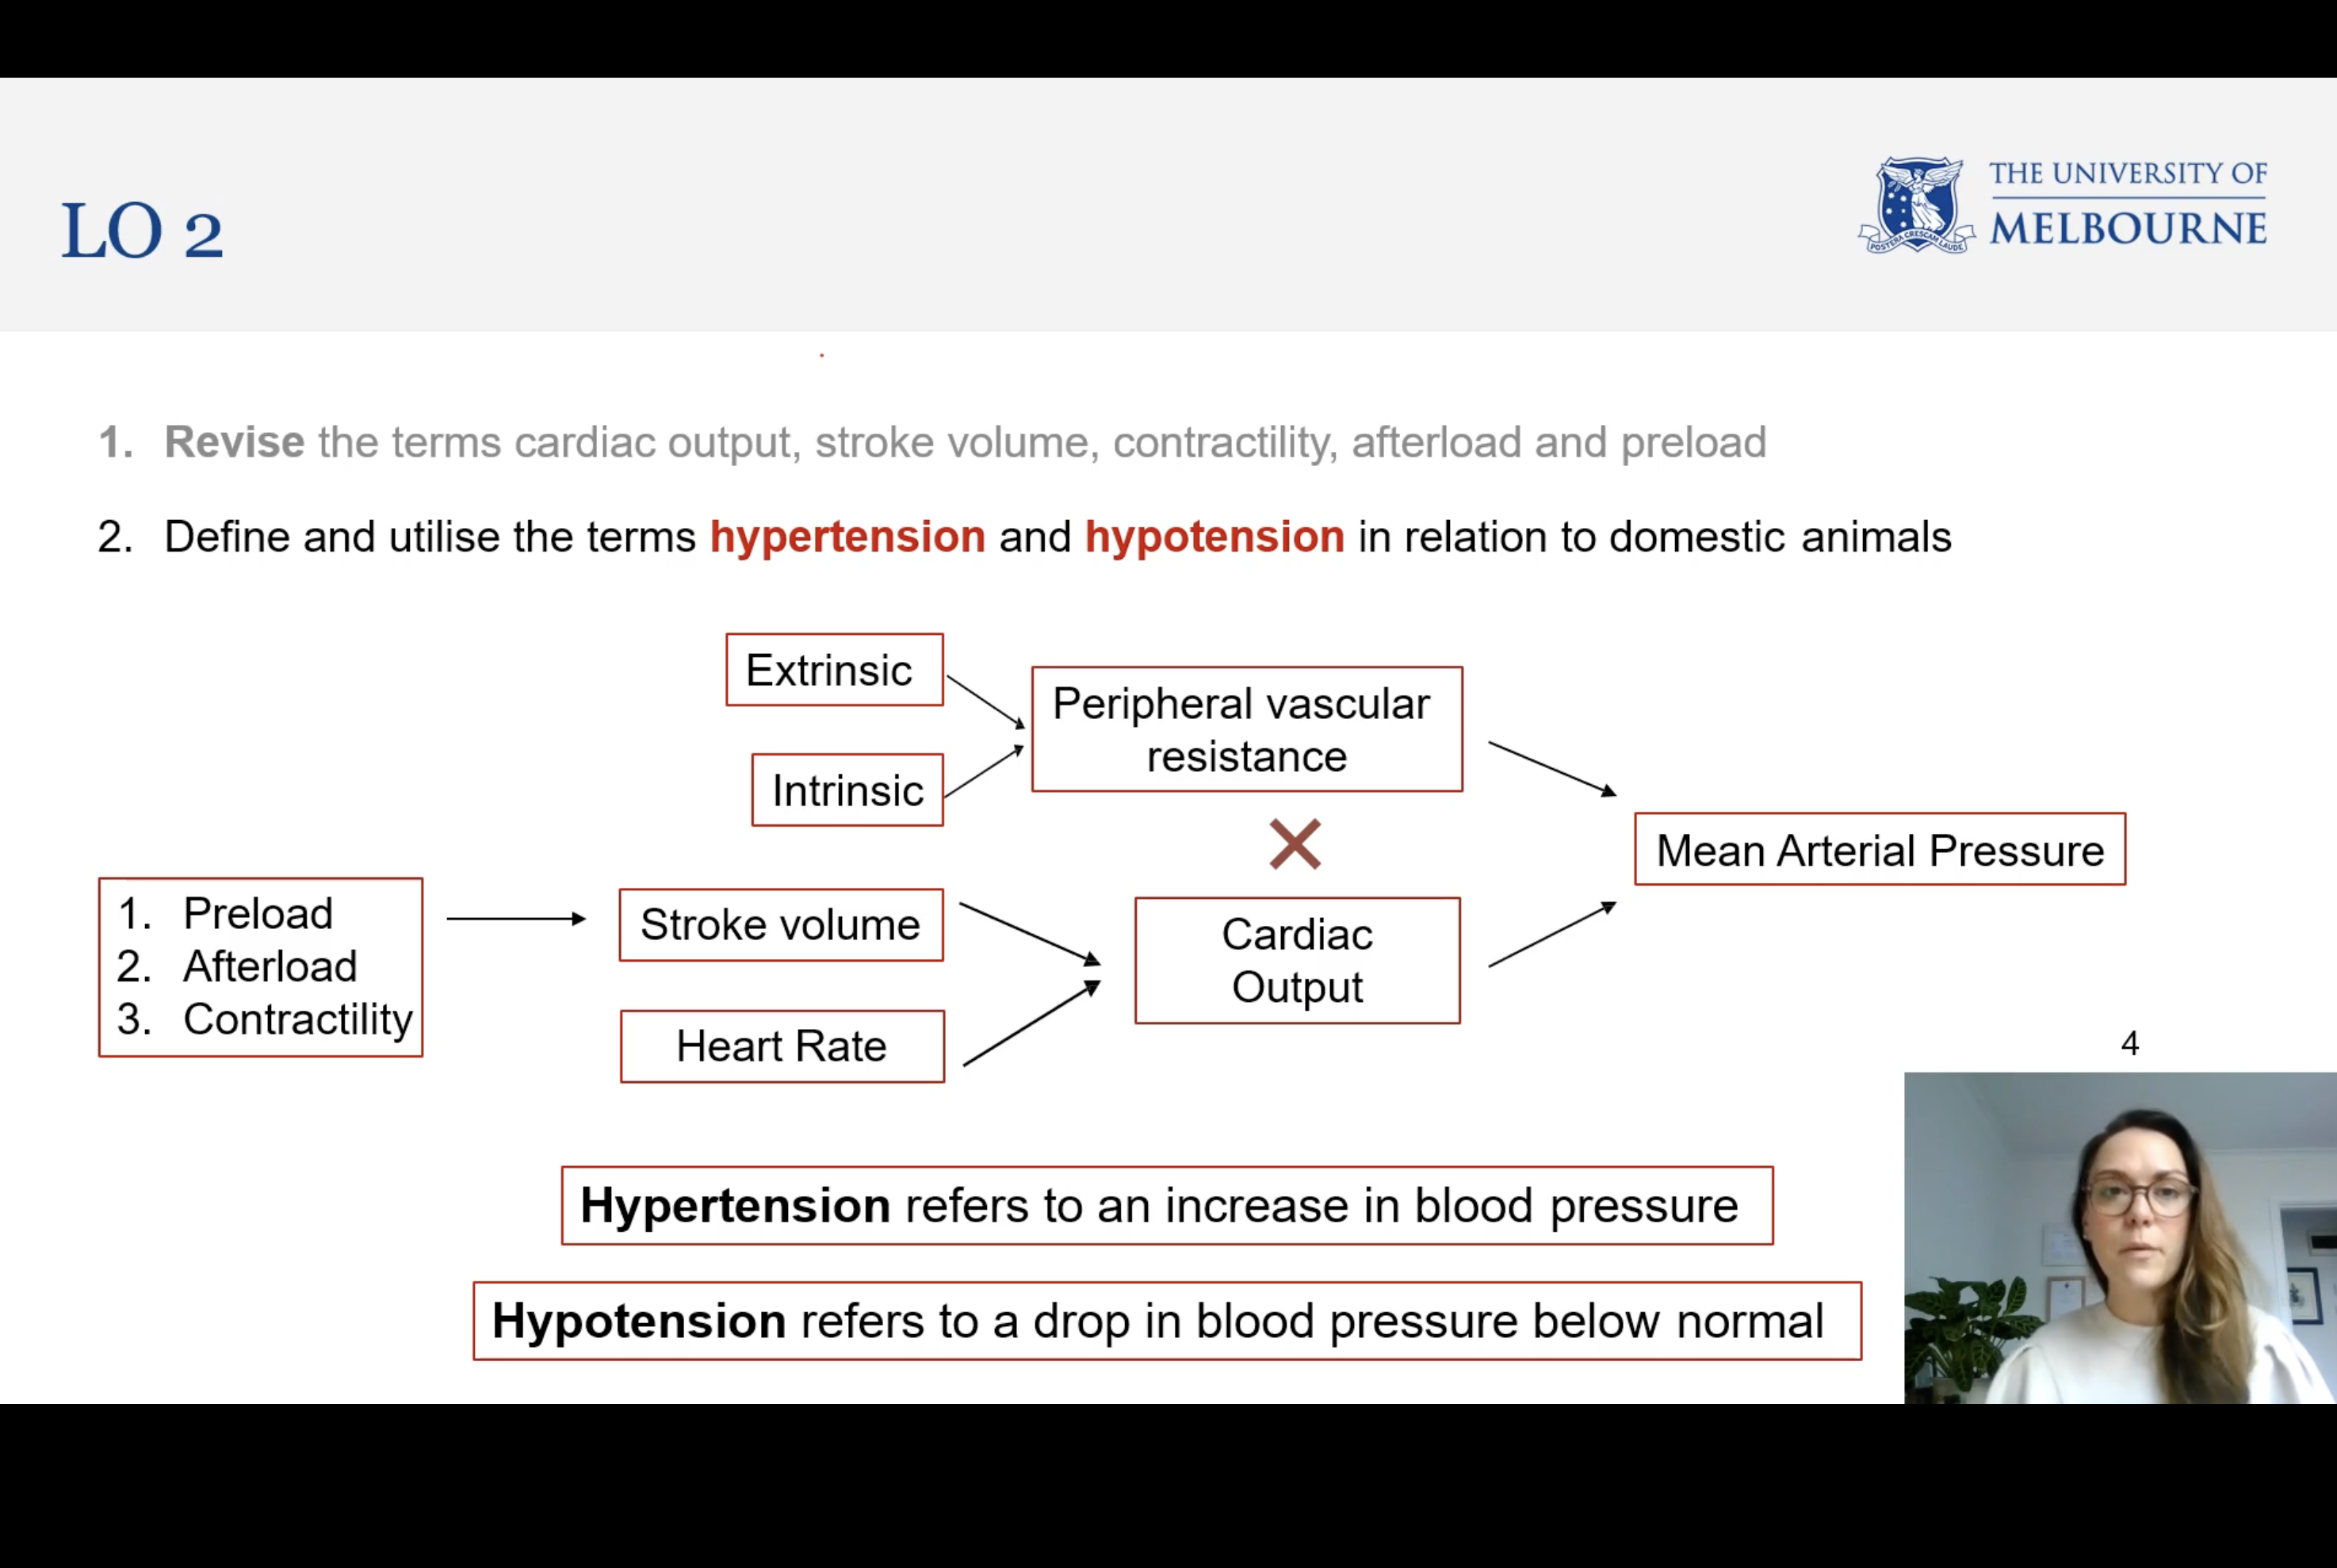 LO 2
THE UNIVERSITY OF
MELBOURNE
POSTERA CRESCAM LAUDE
1. Revise the terms cardiac output, stroke volume, contractility, afterload and preload
2. Define and utilise the terms hypertension and hypotension in relation to domestic animals
Extrinsic
Intrinsic
Peripheral vascular
resistance
Mean Arterial Pressure
1. Preload
2. Afterload
3. Contractility
Stroke volume
Heart Rate
Cardiac
Output
4
Hypertension refers to an increase in blood pressure
Hypotension refers to a drop in blood pressure below normal